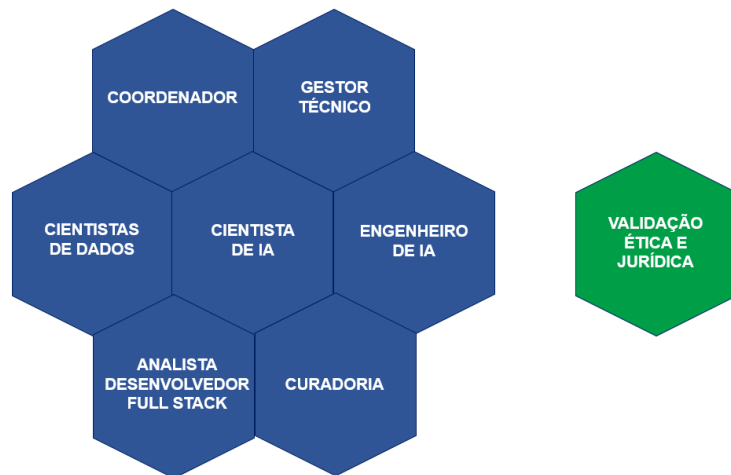 COORDENADOR
GESTOR
TÉCNICO
CIENTISTAS
DE DADOS
CIENTISTA
DE IA
ENGENHEIRO
DE IA
VALIDAÇÃO
ÉTICA E
JURÍDICA
ANALISTA
DESENVOLVEDOR
FULL STACK
CURADORIA